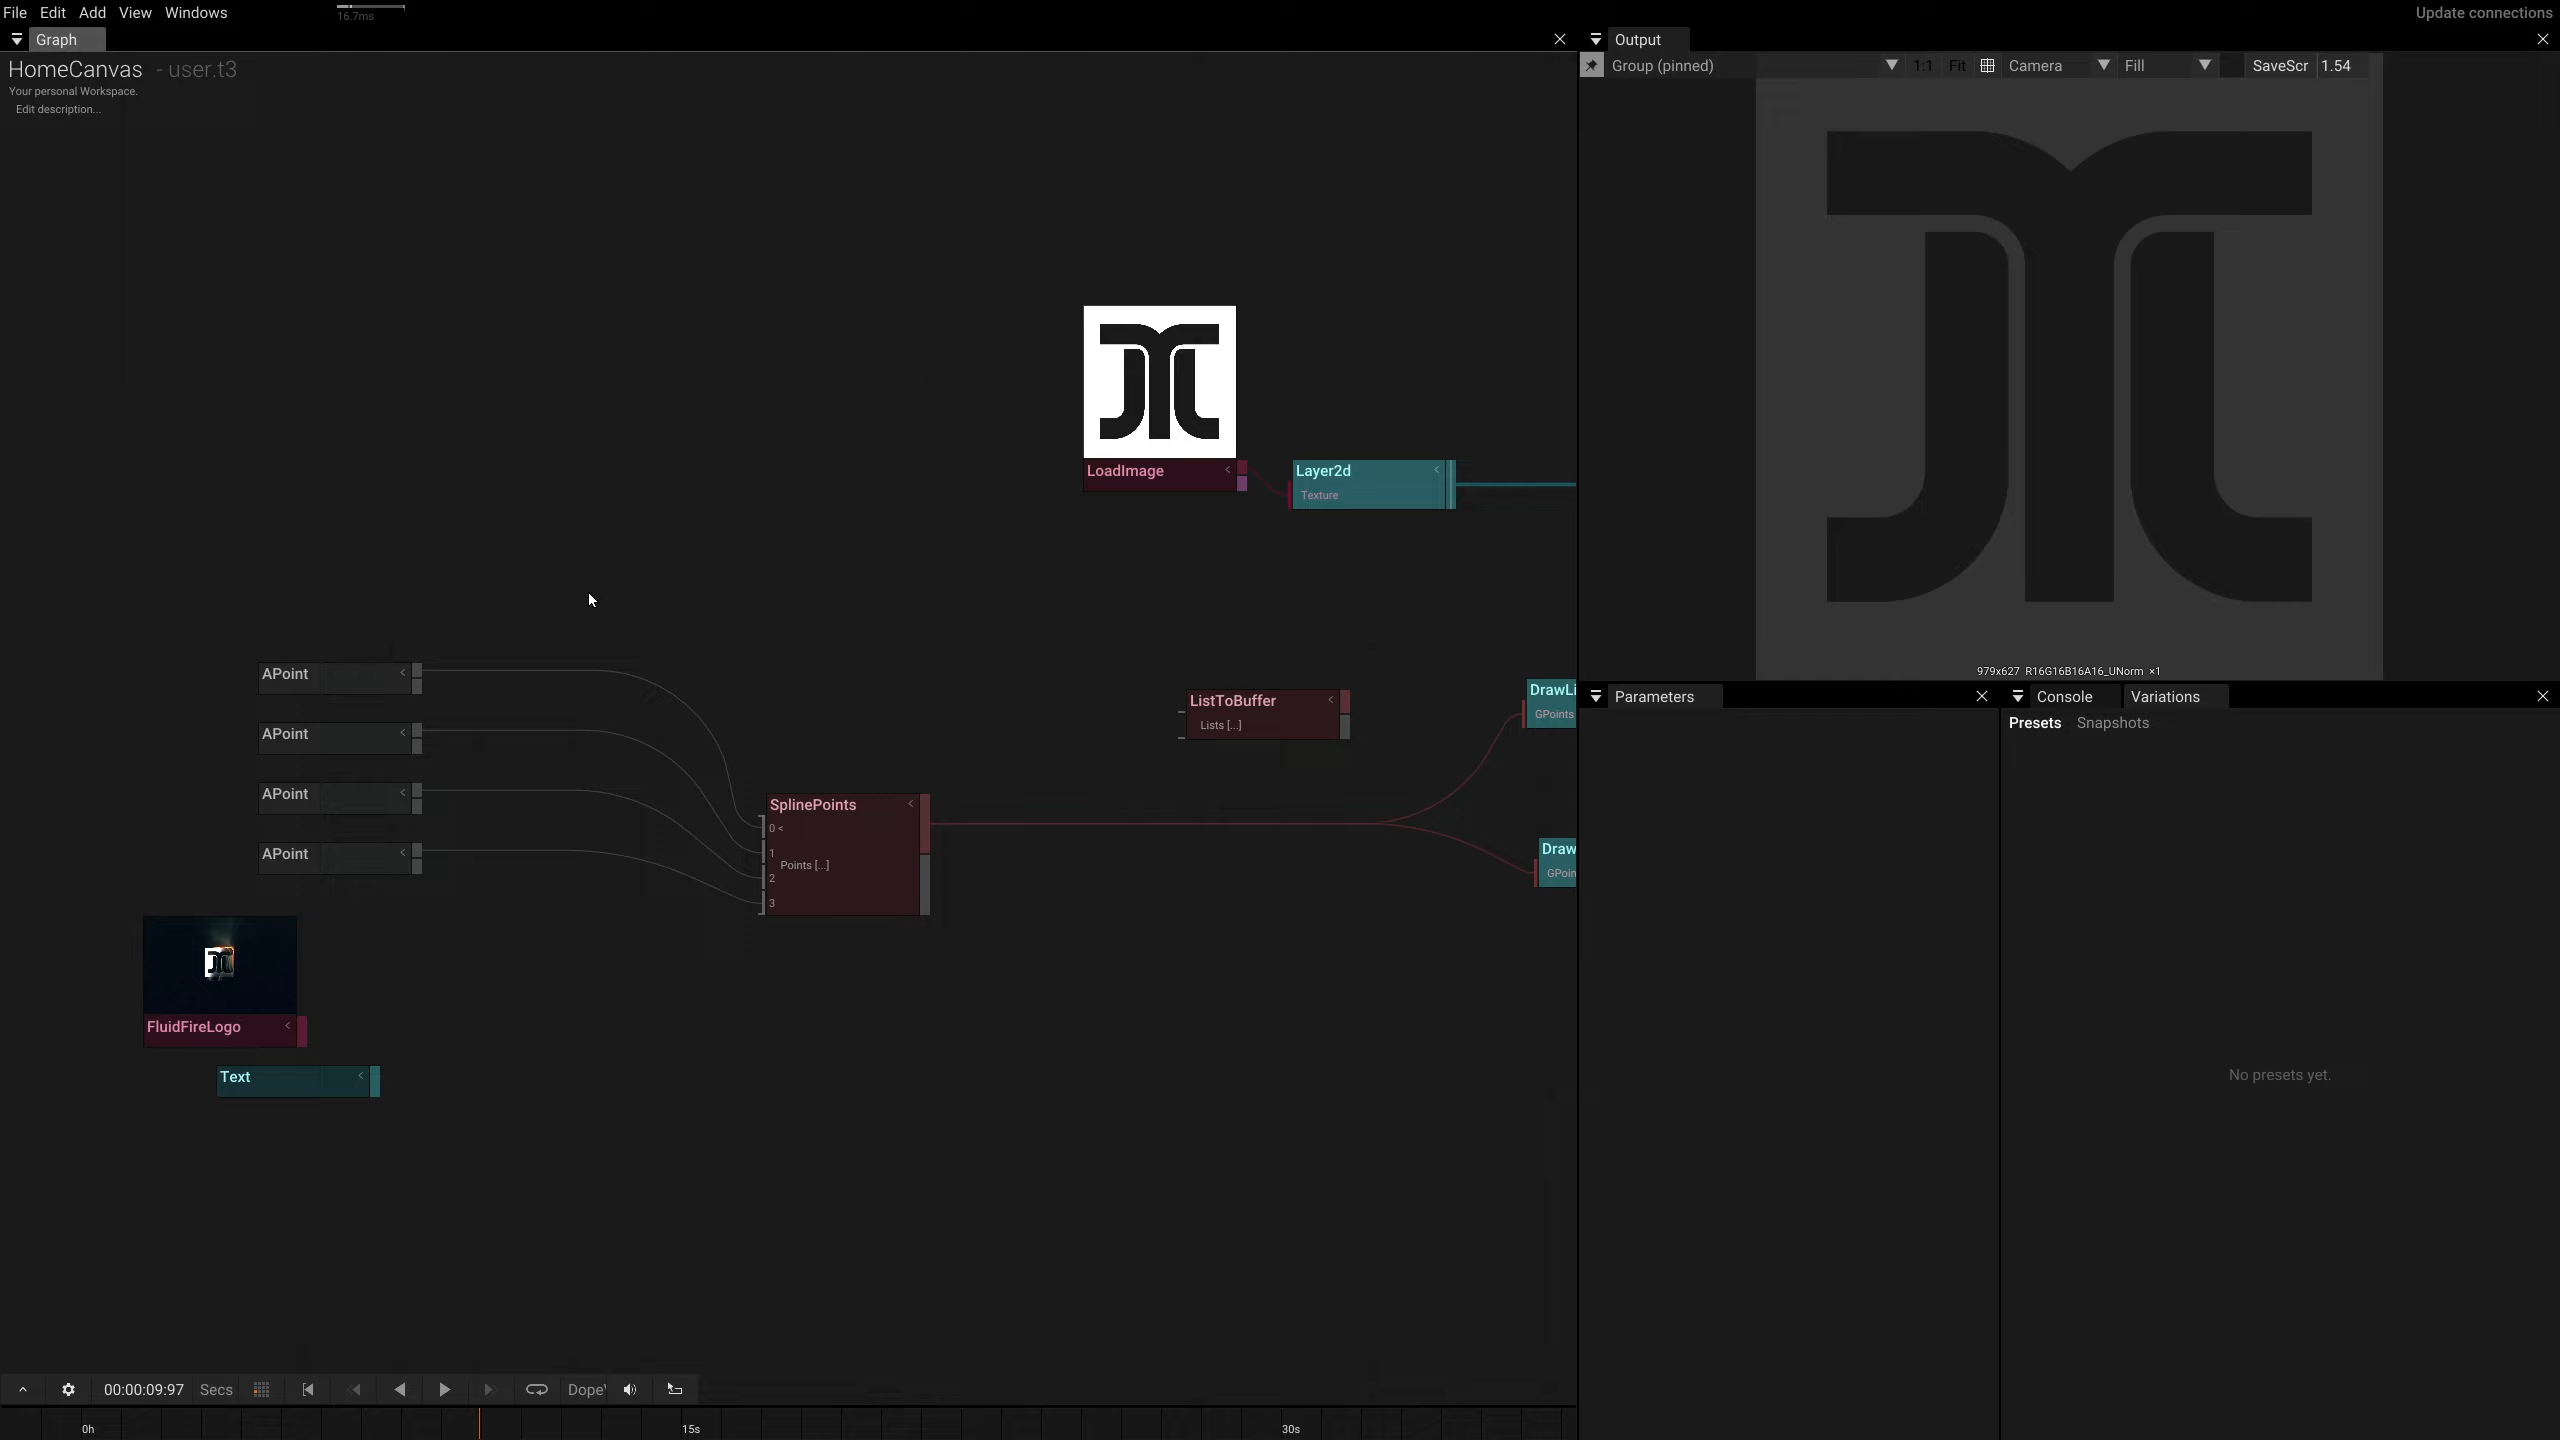 File Edit Add View Windows
16.7ms
Update connections
Graph
Output
HomeCanvas - user.t3
Your personal Workspace.
Edit description...
Group (pinned) 1:1 Fit Camera Fill SaveScr 1.54
LoadImage
Layer2d
Texture
APoint
APoint
APoint
APoint
SplinePoints
0 <
1
Points [...]
2
3
ListToBuffer
Lists [...]
DrawLi
GPoints
Draw
GPoin
FluidFireLogo
Text
979x627 R16G16B16A16_UNorm ×1
Parameters
Console Variations
Presets Snapshots
No presets yet.
00:00:09:97 Secs Dope
0h 15s 30s